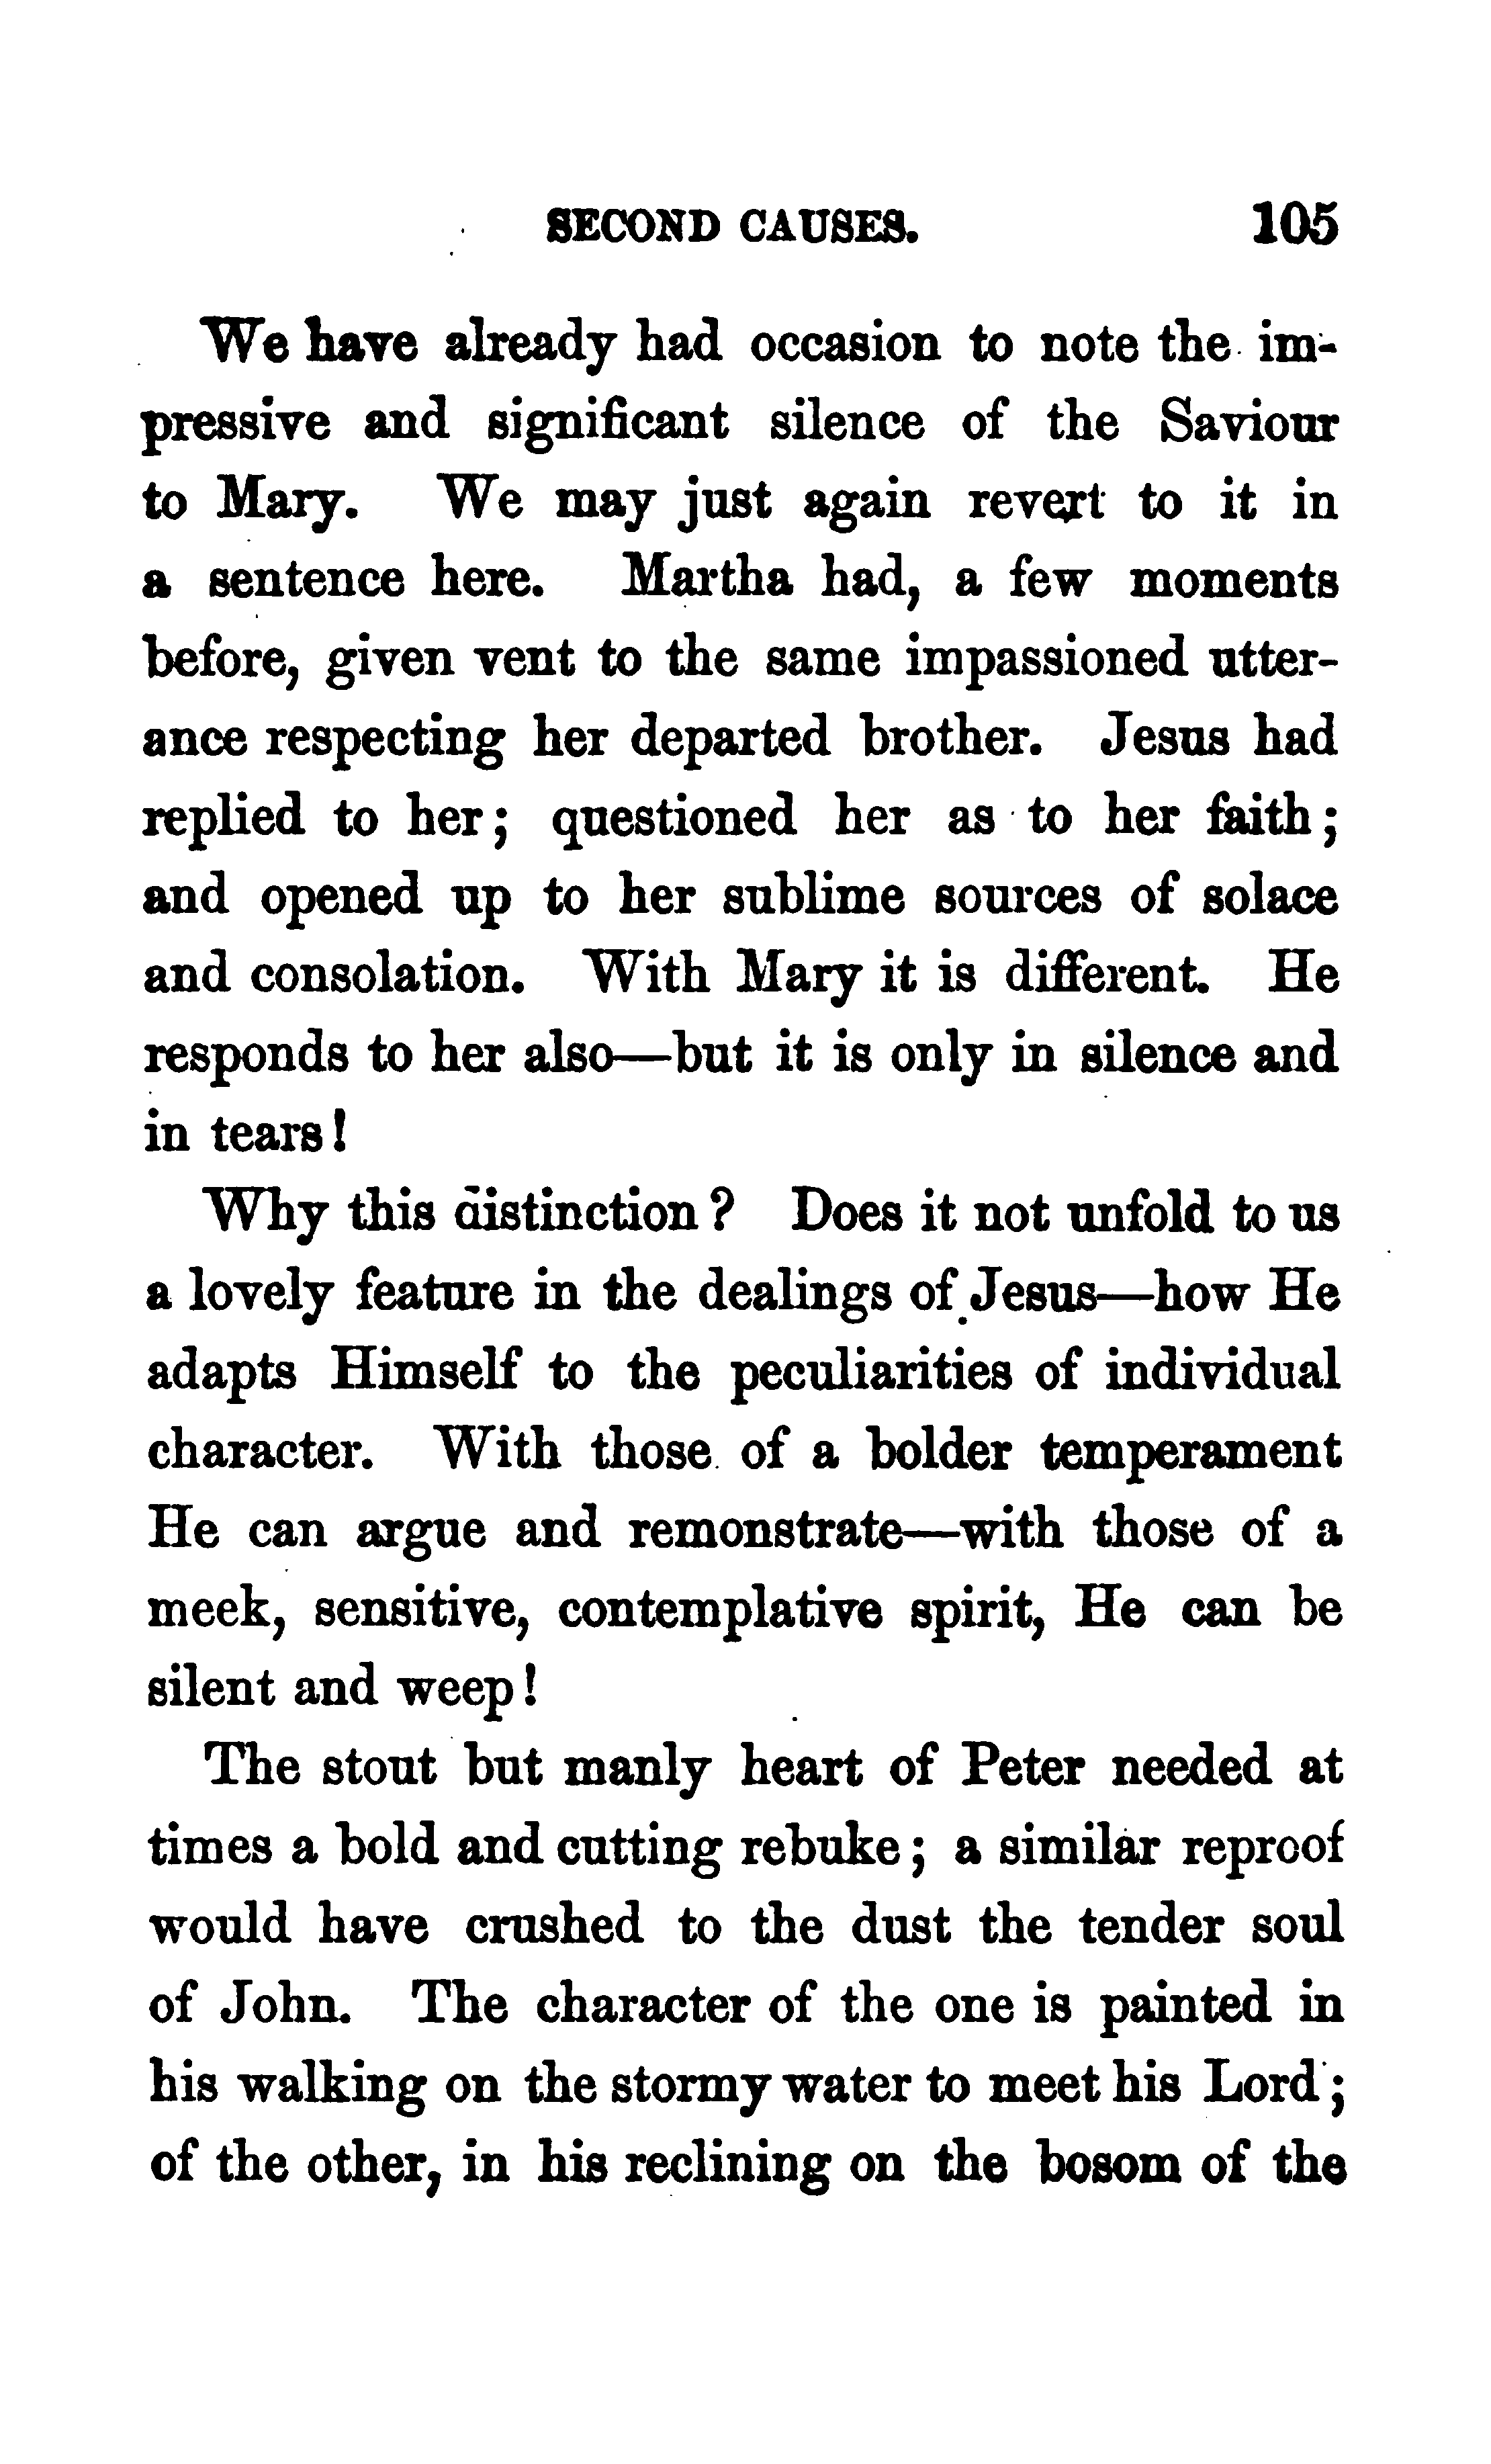 SECOND CAUSES. 105
We have already had occasion to note the im-
pressive and significant silence of the Saviour
to Mary. We may just again revert to it in
a sentence here. Martha had, a few moments
before, given vent to the same impassioned utter-
ance respecting her departed brother. Jesus had
replied to her; questioned her as to her faith;
and opened up to her sublime sources of solace
and consolation. With Mary it is different. He
responds to her also—but it is only in silence and
in tears!
Why this distinction? Does it not unfold to us
a lovely feature in the dealings of Jesus—how He
adapts Himself to the peculiarities of individual
character. With those of a bolder temperament
He can argue and remonstrate—with those of a
meek, sensitive, contemplative spirit, He can be
silent and weep!
The stout but manly heart of Peter needed at
times a bold and cutting rebuke; a similar reproof
would have crushed to the dust the tender soul
of John. The character of the one is painted in
his walking on the stormy water to meet his Lord;
of the other, in his reclining on the bosom of the